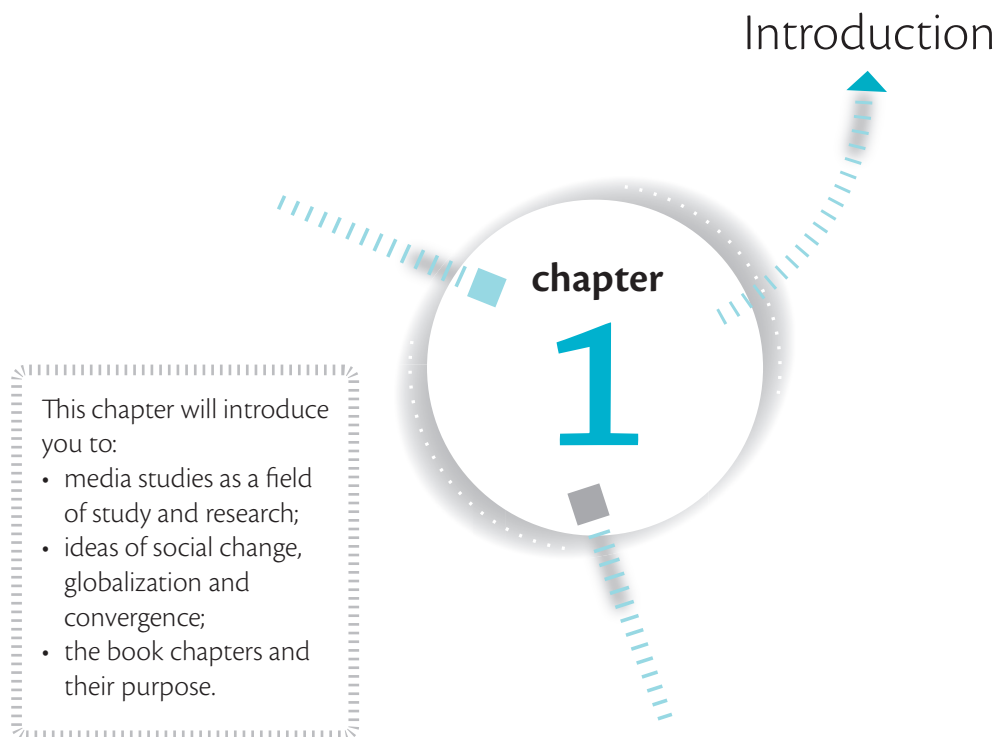 Introduction
chapter
1
This chapter will introduce
you to:
• media studies as a field
of study and research;
• ideas of social change,
globalization and
convergence;
• the book chapters and
their purpose.